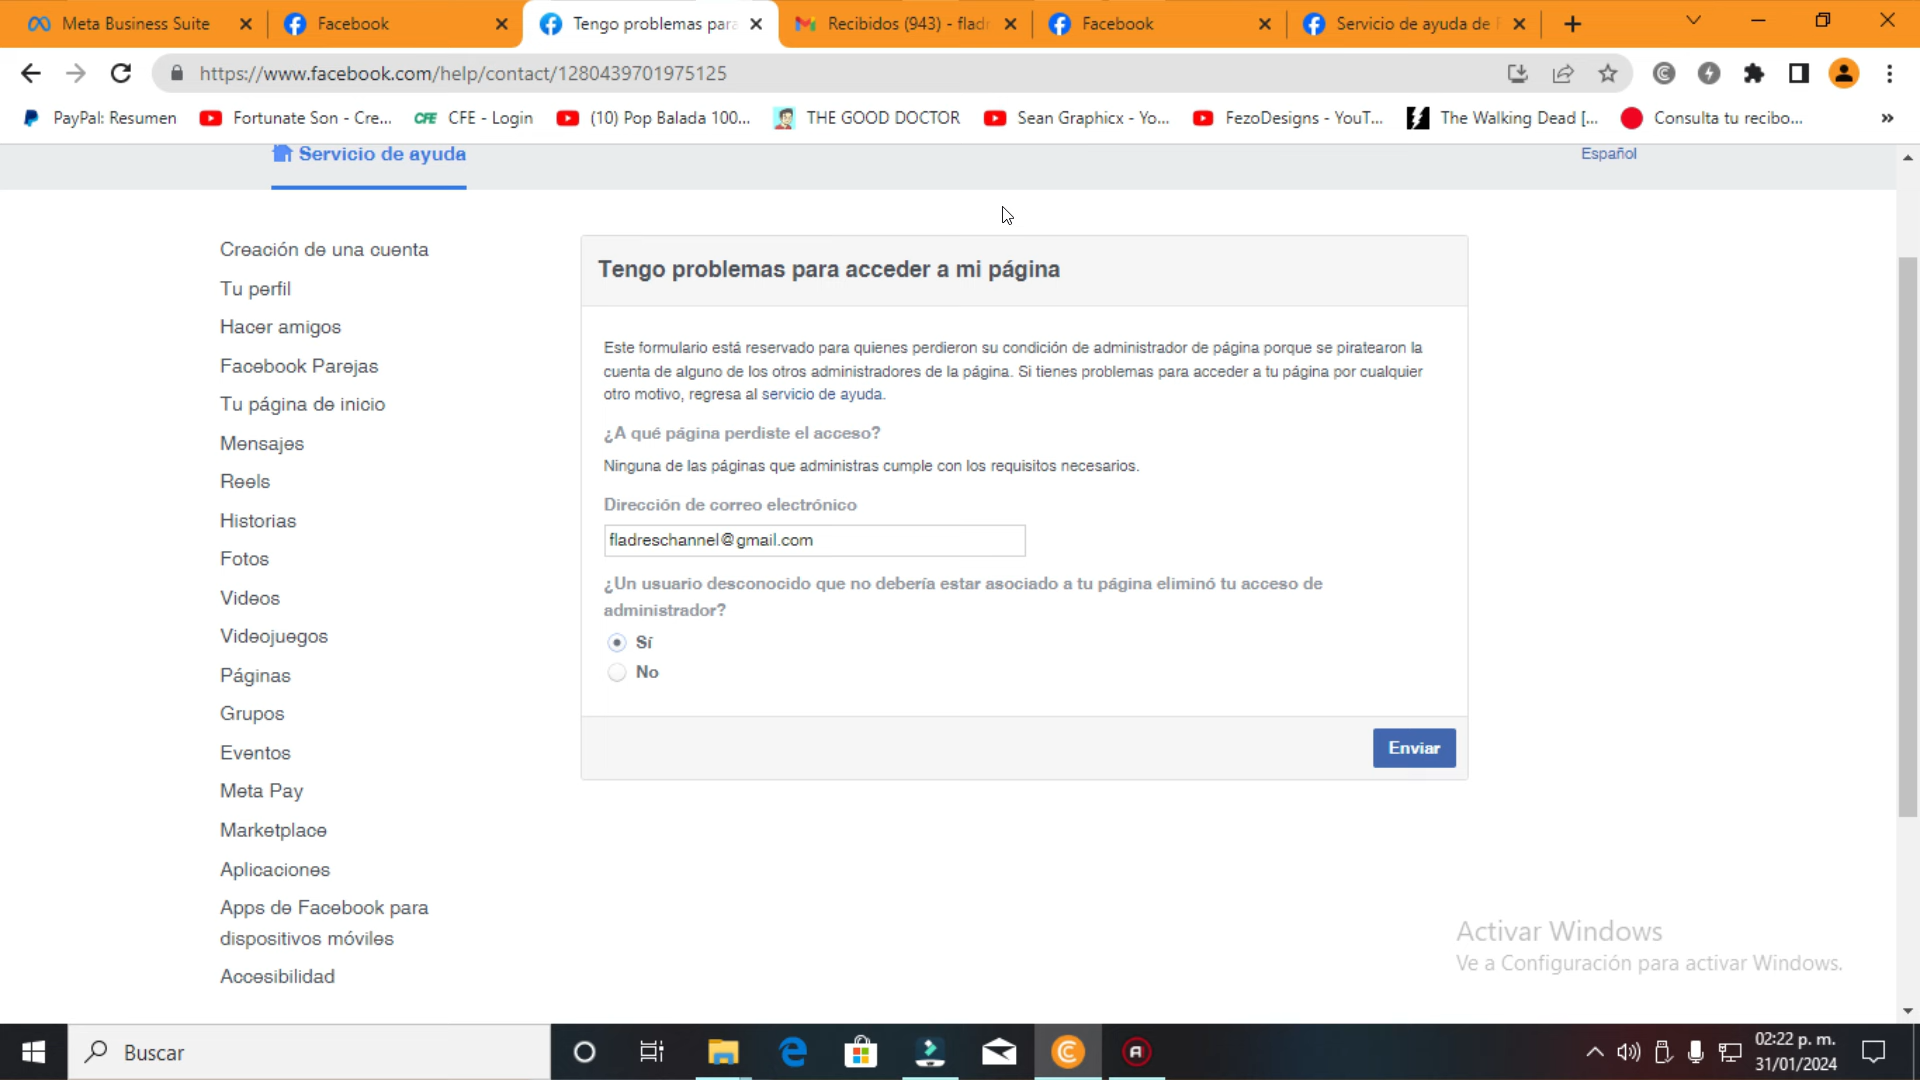 Meta Business Suite
Facebook
Tengo problemas para
Recibidos (943) - flad
Facebook
Servicio de ayuda de
https://www.facebook.com/help/contact/1280439701975125
PayPal: Resumen
Fortunate Son - Cre...
CFE CFE - Login
(10) Pop Balada 100...
THE GOOD DOCTOR
Sean Graphicx - Yo...
FezoDesigns - YouT...
The Walking Dead [...
Consulta tu recibo...
Servicio de ayuda
Español
Creación de una cuenta
Tu perfil
Hacer amigos
Facebook Parejas
Tu página de inicio
Mensajes
Reels
Historias
Fotos
Videos
Videojuegos
Páginas
Grupos
Eventos
Meta Pay
Marketplace
Aplicaciones
Apps de Facebook para
dispositivos móviles
Accesibilidad
Tengo problemas para acceder a mi página
Este formulario está reservado para quienes perdieron su condición de administrador de página porque se piratearon la
cuenta de alguno de los otros administradores de la página. Si tienes problemas para acceder a tu página por cualquier
otro motivo, regresa al servicio de ayuda.
¿A qué página perdiste el acceso?
Ninguna de las páginas que administras cumple con los requisitos necesarios.
Dirección de correo electrónico
fladreschannel@gmail.com
¿Un usuario desconocido que no debería estar asociado a tu página eliminó tu acceso de
administrador?
Sí
No
Enviar
Activar Windows
Ve a Configuración para activar Windows.
Buscar
02:22 p. m.
31/01/2024